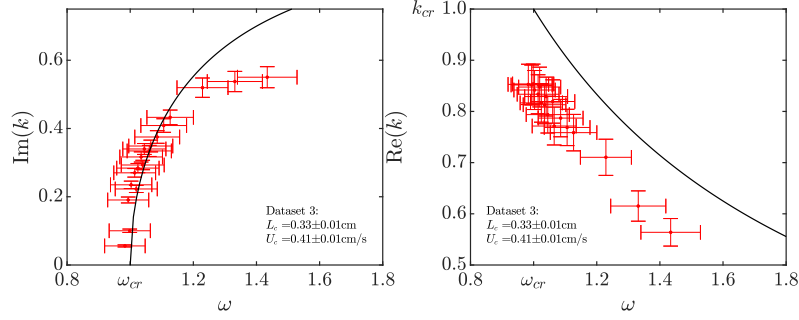 Im(k)
0.6
0.4
0.2
0
0.8
ω_cr
1.2
1.4
1.6
1.8
ω
Dataset 3:
L_c =0.33±0.01cm
U_c =0.41±0.01cm/s
Re(k)
k_cr
1.0
0.9
0.8
0.7
0.6
0.5
0.8
ω_cr
1.2
1.4
1.6
1.8
ω
Dataset 3:
L_c =0.33±0.01cm
U_c =0.41±0.01cm/s